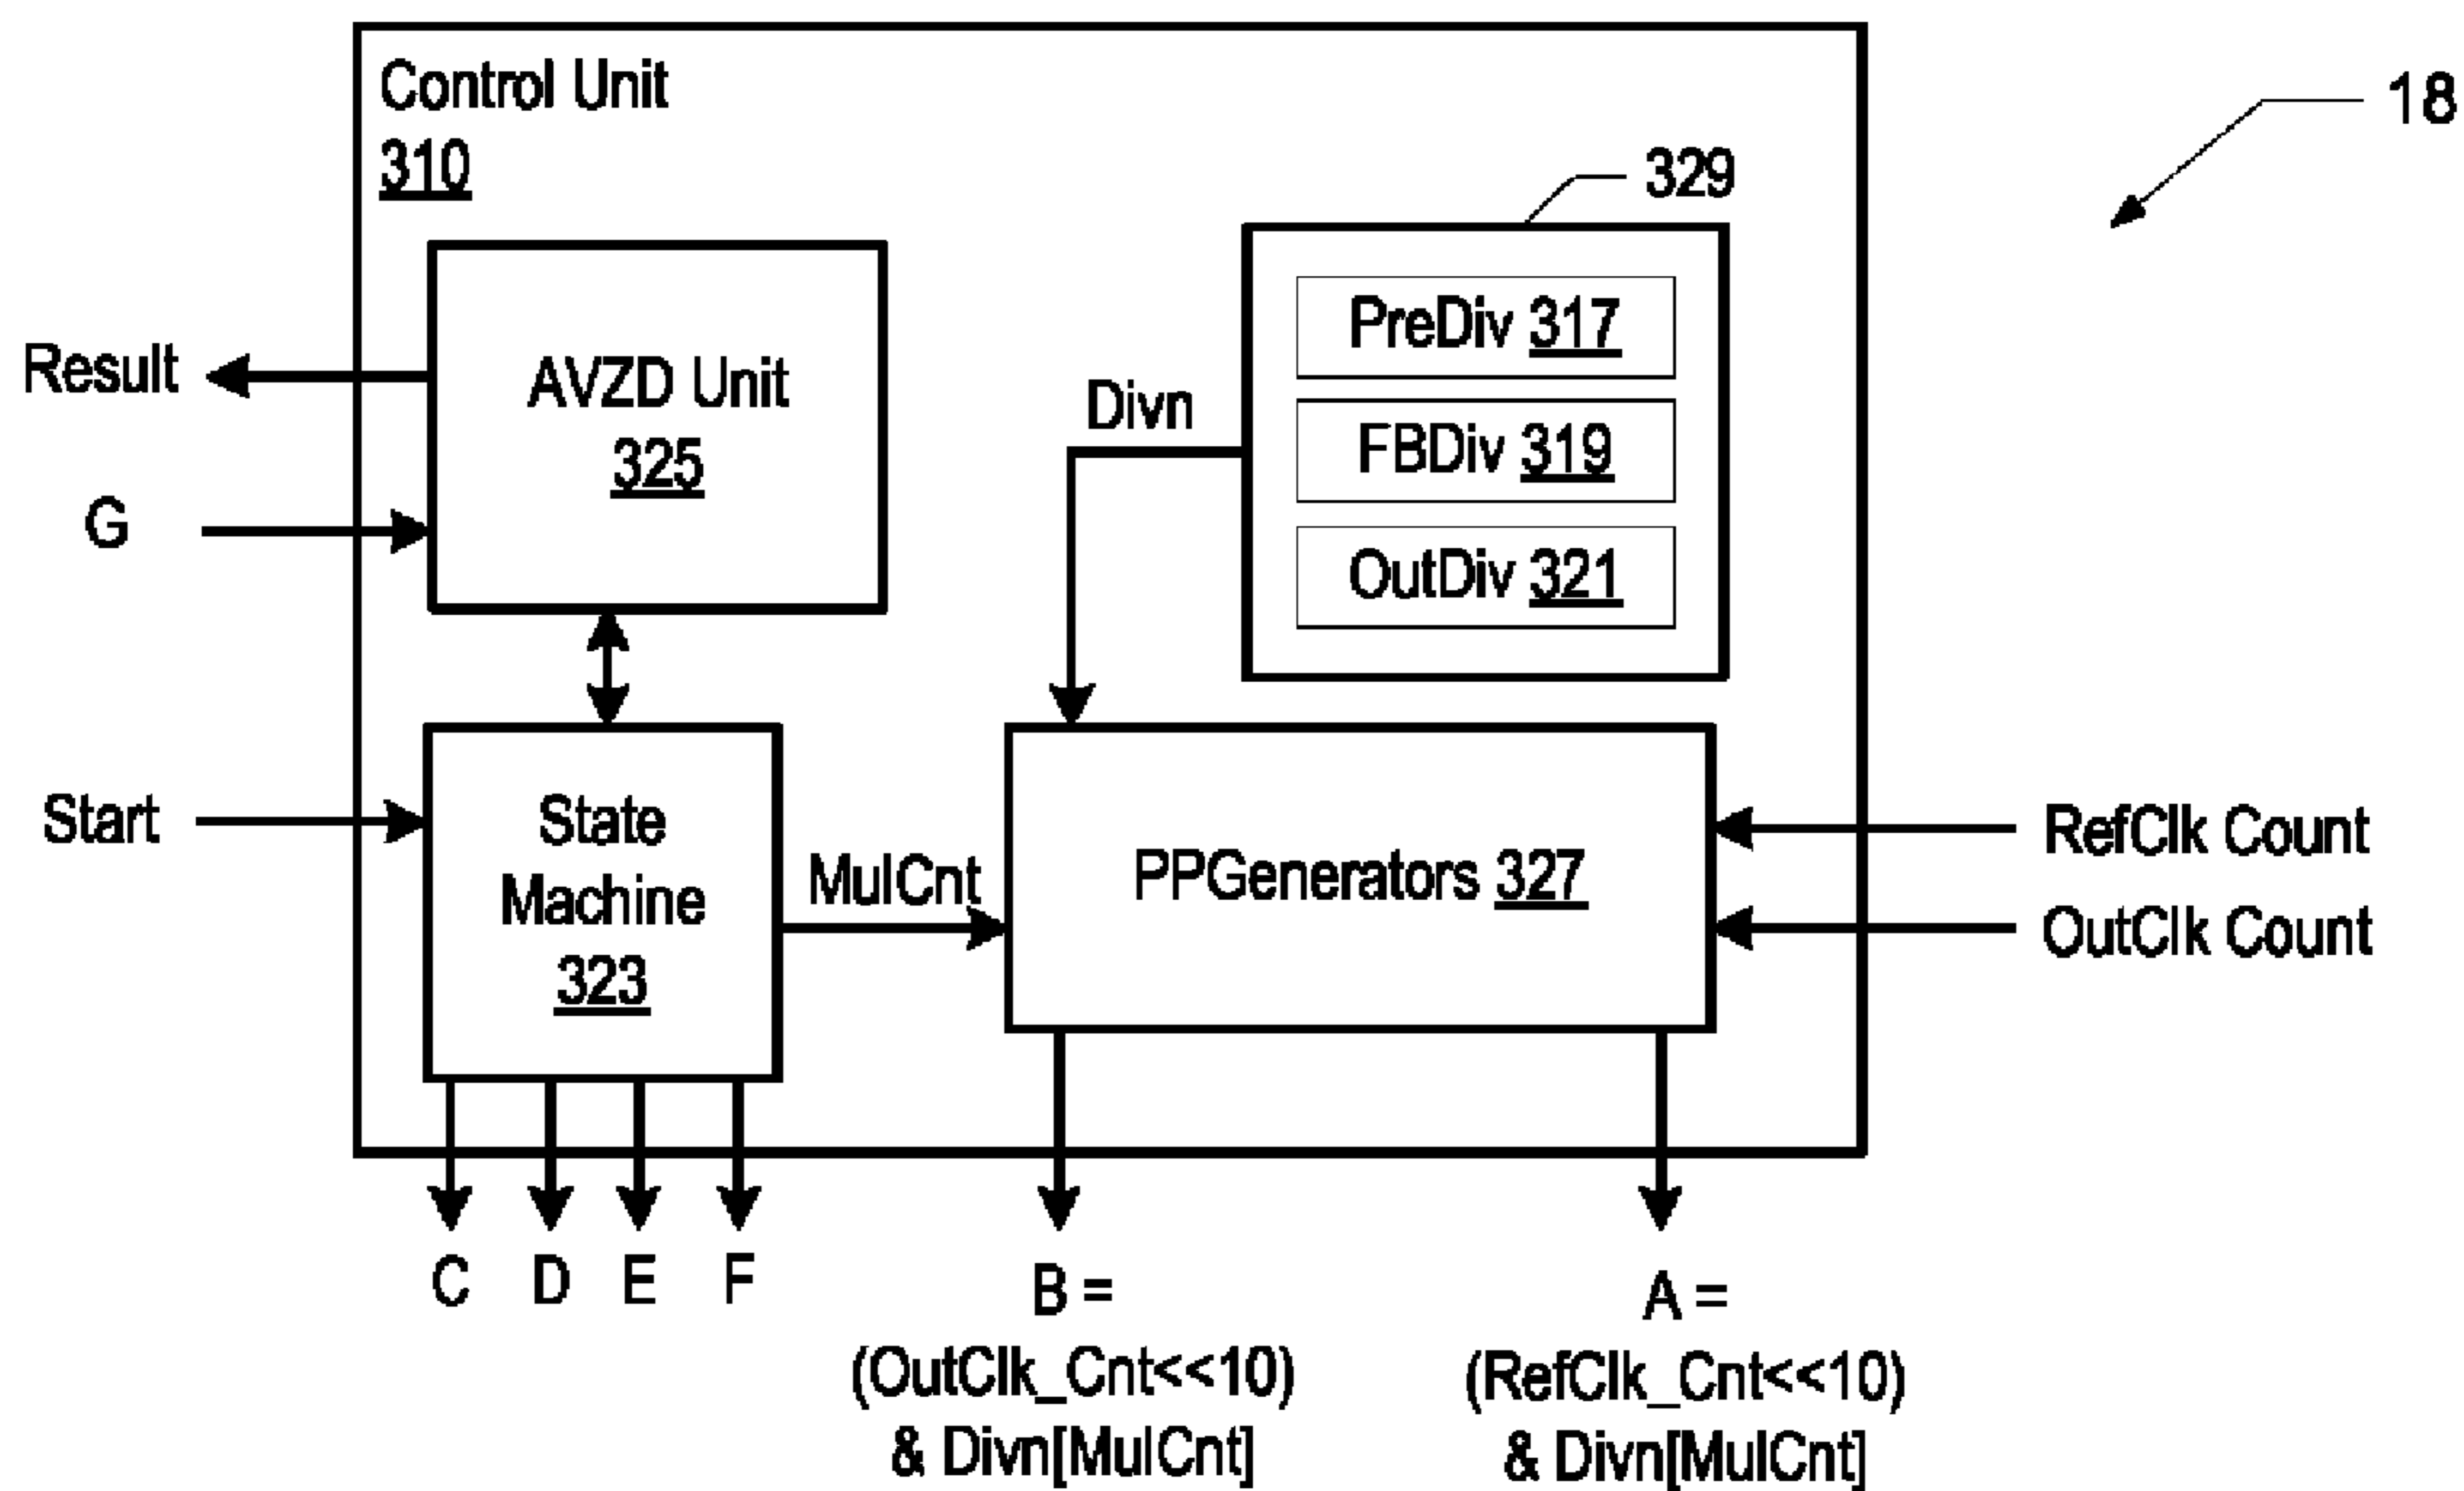 Control Unit
310
18
329
PreDiv 317
FBDiv 319
OutDiv 321
Divn
AVZD Unit
325
Result
G
Start
State
Machine
323
MulCnt
PPGenerators 327
RefClk Count
OutClk Count
C D E F
B =
(OutClk_Cnt<<10)
& Divn[MulCnt]
A =
(RefClk_Cnt<<10)
& Divn[MulCnt]